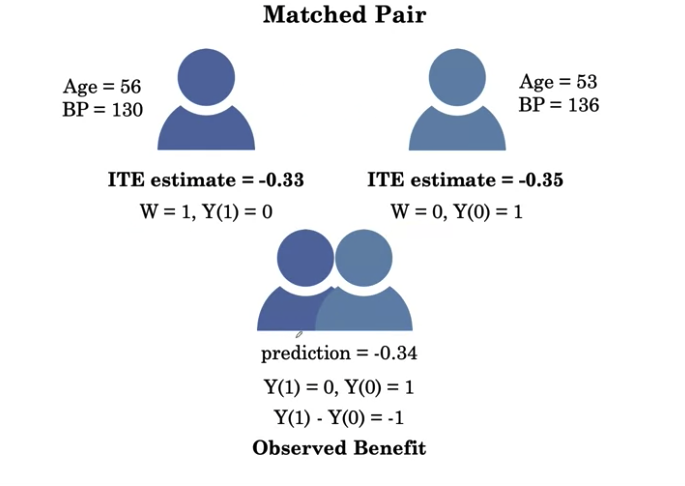 Matched Pair
Age = 56
BP = 130
Age = 53
BP = 136
ITE estimate = -0.33
W = 1, Y(1) = 0
ITE estimate = -0.35
W = 0, Y(0) = 1
prediction = -0.34
Y(1) = 0, Y(0) = 1
Y(1) - Y(0) = -1
Observed Benefit